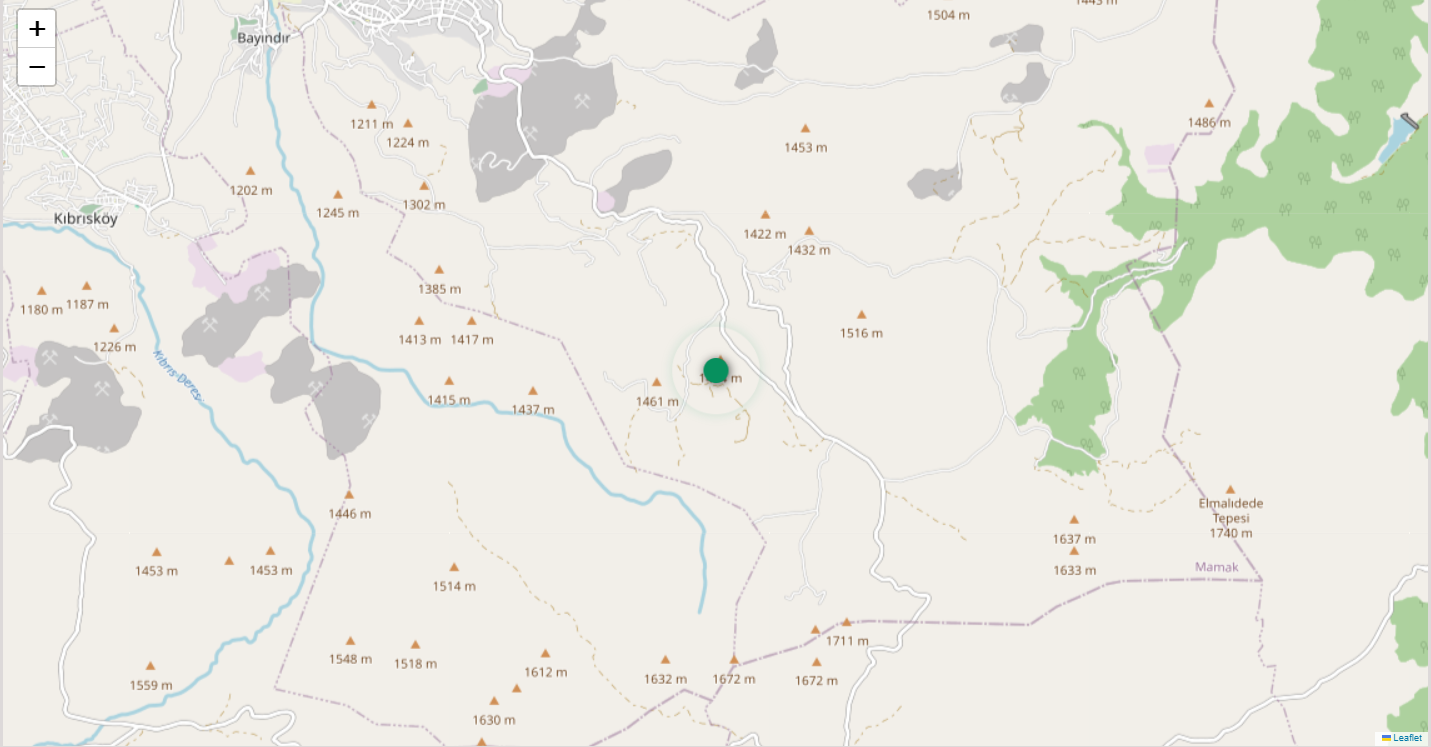 +
−
1504 m
Bayındır
1211 m
1224 m
1453 m
1486 m
1202 m
1245 m
1302 m
Kıbrısköy
1422 m
1432 m
1385 m
1180 m
1187 m
1226 m
1413 m
1417 m
1516 m
Kıbrıs Deresi
1415 m
1437 m
1461 m
1446 m
Elmalıdede
Tepesi
1740 m
1637 m
1633 m
1453 m
1453 m
1514 m
Mamak
1711 m
1548 m
1518 m
1612 m
1632 m
1672 m
1672 m
1559 m
1630 m
Leaflet